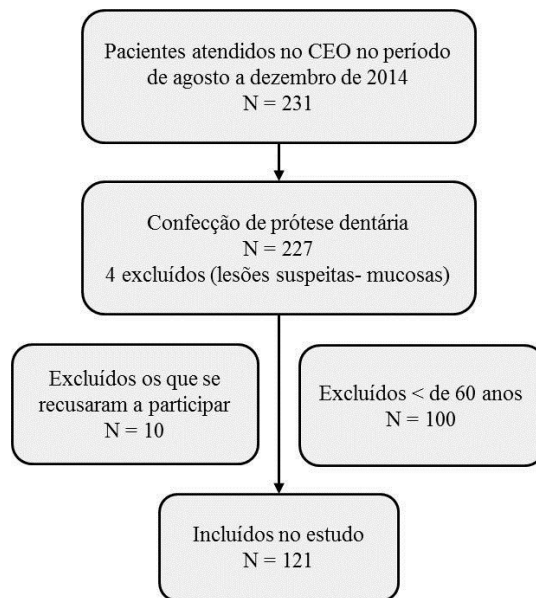 Pacientes atendidos no CEO no período
de agosto a dezembro de 2014
N = 231
Confecção de prótese dentária
N = 227
4 excluídos (lesões suspeitas- mucosas)
Excluídos os que se
recusaram a participar
N = 10
Excluídos < de 60 anos
N = 100
Incluídos no estudo
N = 121